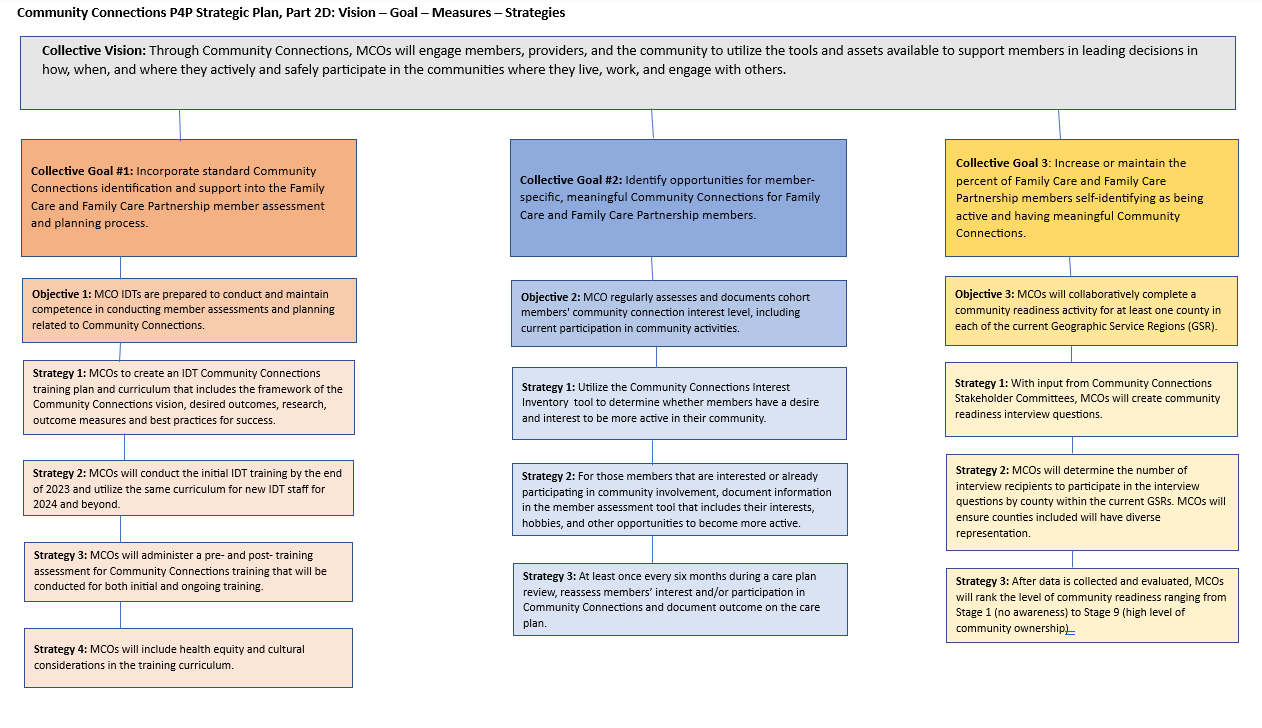 Community Connections P4P Strategic Plan, Part 2D: Vision – Goal – Measures – Strategies
Collective Vision: Through Community Connections, MCOs will engage members, providers, and the community to utilize the tools and assets available to support members in leading decisions in
how, when, and where they actively and safely participate in the communities where they live, work, and engage with others.
Collective Goal #1: Incorporate standard Community
Connections identification and support into the Family
Care and Family Care Partnership member assessment
and planning process.
Objective 1: MCO IDTs are prepared to conduct and maintain
competence in conducting member assessments and planning
related to Community Connections.
Strategy 1: MCOs to create an IDT Community Connections
training plan and curriculum that includes the framework of the
Community Connections vision, desired outcomes, research,
outcome measures and best practices for success.
Strategy 2: MCOs will conduct the initial IDT training by the end
of 2023 and utilize the same curriculum for new IDT staff for
2024 and beyond.
Strategy 3: MCOs will administer a pre- and post- training
assessment for Community Connections training that will be
conducted for both initial and ongoing training.
Strategy 4: MCOs will include health equity and cultural
considerations in the training curriculum.
Collective Goal #2: Identify opportunities for member-
specific, meaningful Community Connections for Family
Care and Family Care Partnership members.
Objective 2: MCO regularly assesses and documents cohort
members' community connection interest level, including
current participation in community activities.
Strategy 1: Utilize the Community Connections Interest
Inventory tool to determine whether members have a desire
and interest to be more active in their community.
Strategy 2: For those members that are interested or already
participating in community involvement, document information
in the member assessment tool that includes their interests,
hobbies, and other opportunities to become more active.
Strategy 3: At least once every six months during a care plan
review, reassess members’ interest and/or participation in
Community Connections and document outcome on the care
plan.
Collective Goal 3: Increase or maintain the
percent of Family Care and Family Care
Partnership members self-identifying as being
active and having meaningful Community
Connections.
Objective 3: MCOs will collaboratively complete a
community readiness activity for at least one county in
each of the current Geographic Service Regions (GSR).
Strategy 1: With input from Community Connections
Stakeholder Committees, MCOs will create community
readiness interview questions.
Strategy 2: MCOs will determine the number of
interview recipients to participate in the interview
questions by county within the current GSRs. MCOs will
ensure counties included will have diverse
representation.
Strategy 3: After data is collected and evaluated, MCOs
will rank the level of community readiness ranging from
Stage 1 (no awareness) to Stage 9 (high level of
community ownership)_